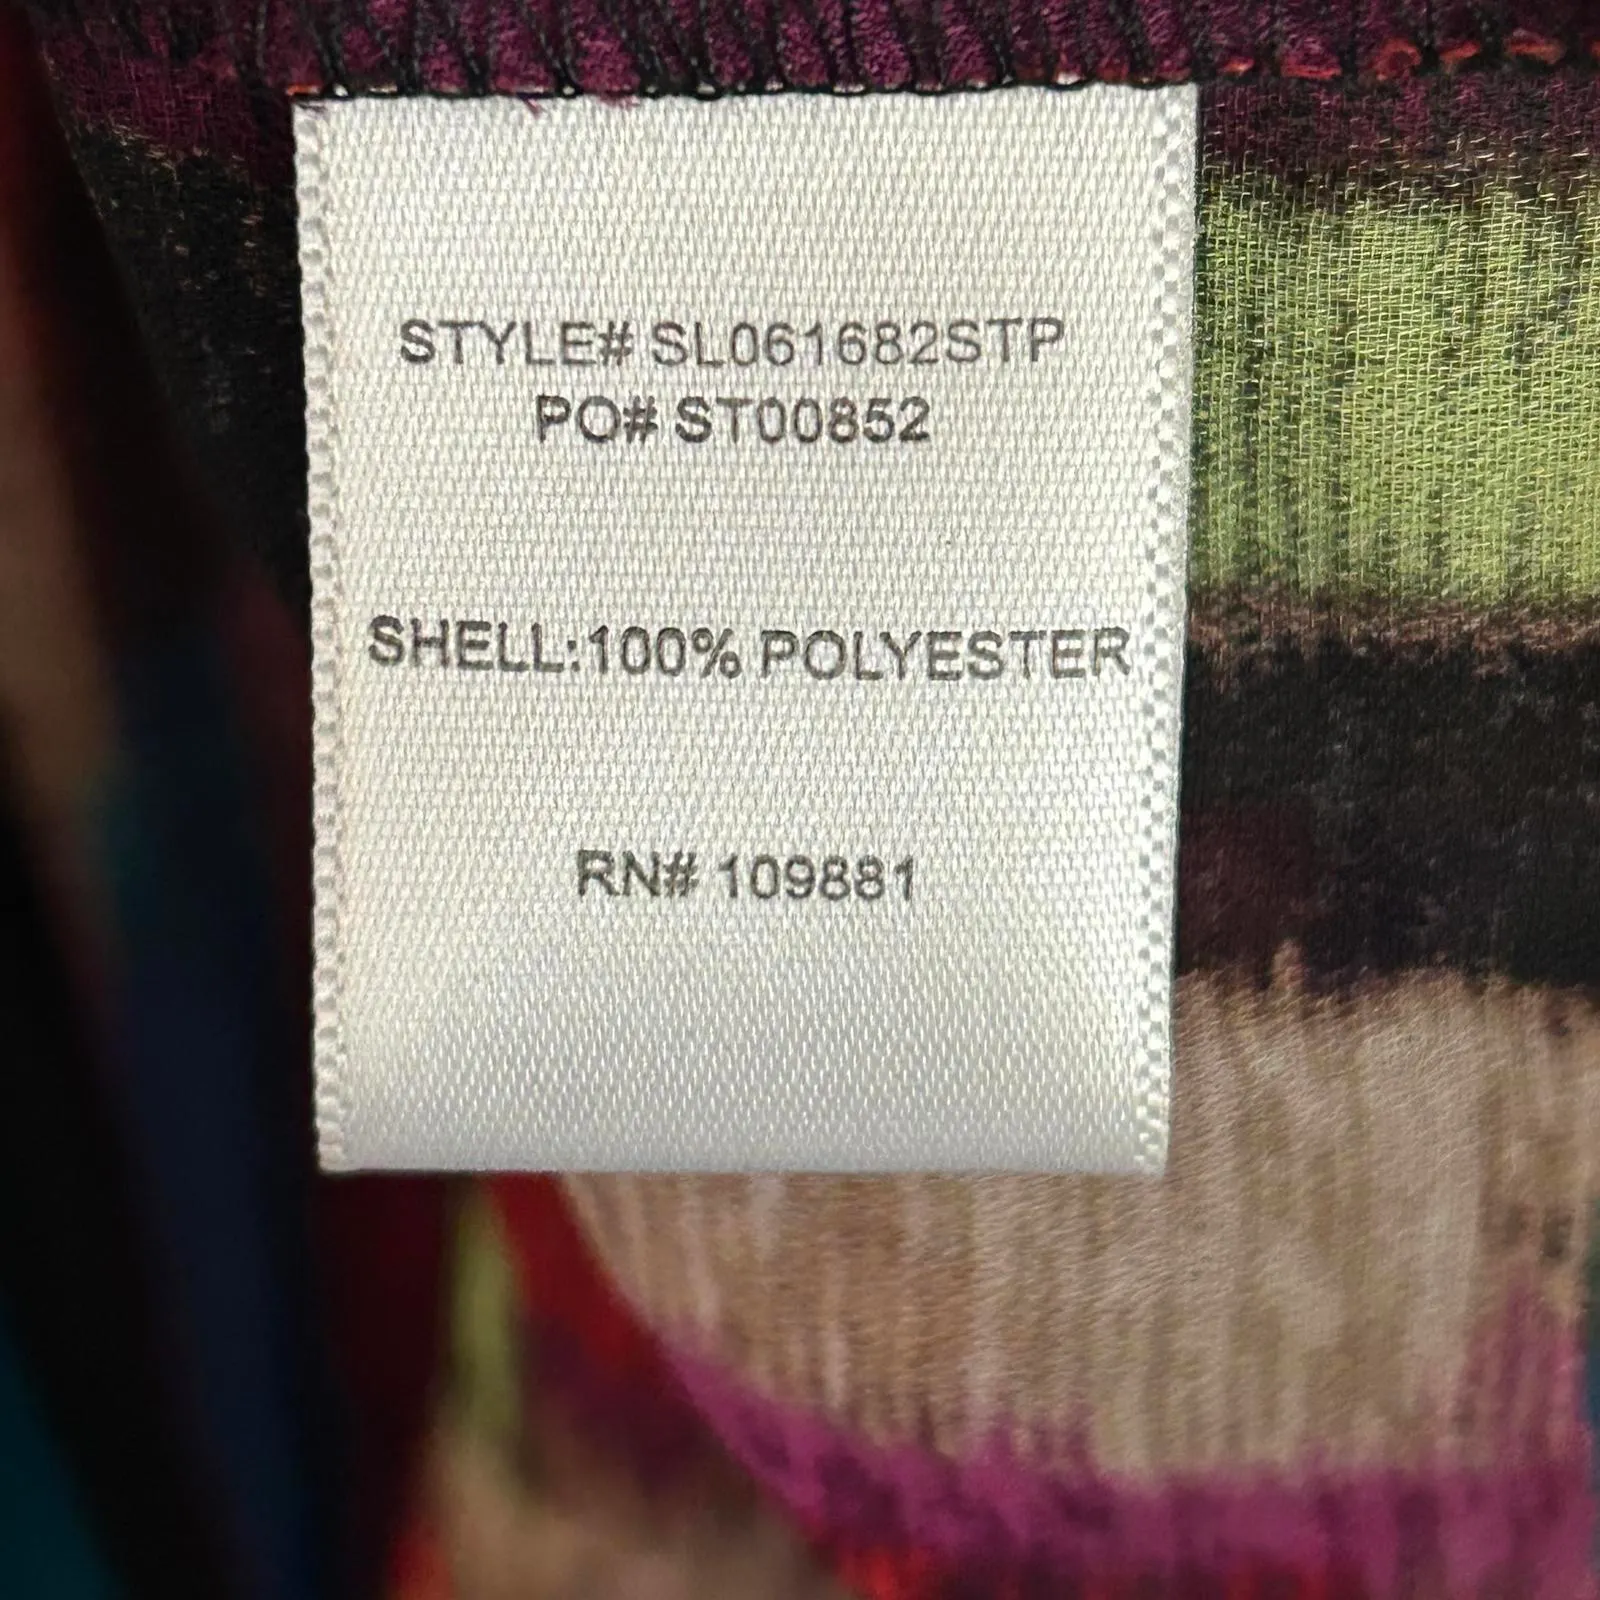 STYLE# SL061682STP
PO# ST00852
SHELL:100% POLYESTER
RN# 109881